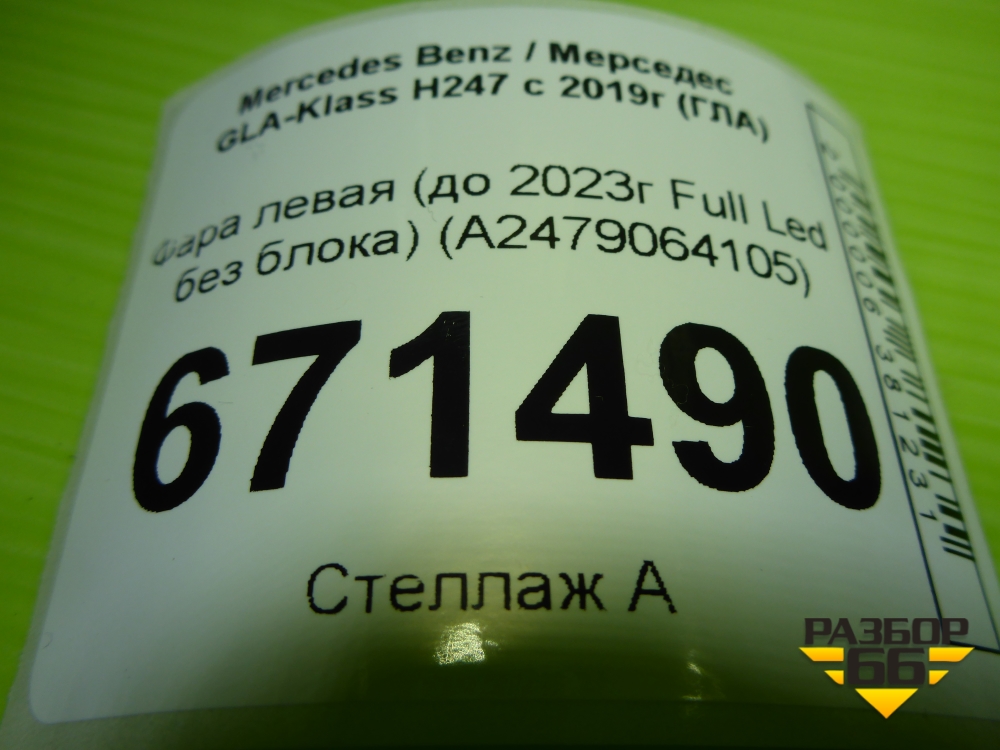 Mercedes Benz / Мерседес
GLA-Klass H247 с 2019г (ГЛА)
Фара левая (до 2023г Full Led
без блока) (A2479064105)
671490
Стеллаж А
РАЗБОР
66